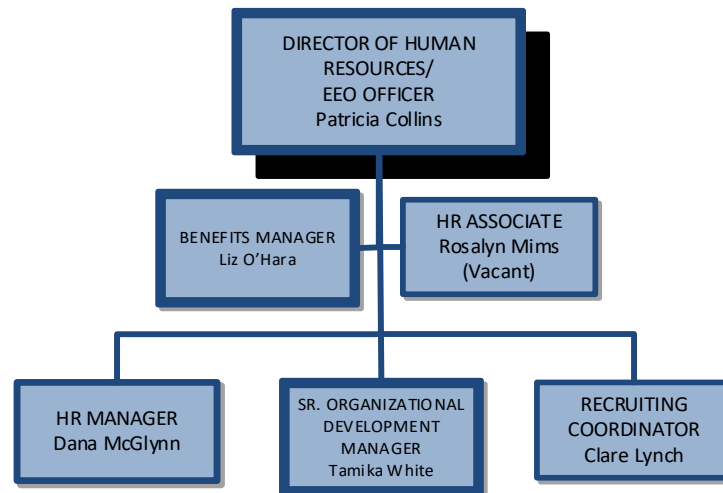 DIRECTOR OF HUMAN
RESOURCES/
EEO OFFICER
Patricia Collins
BENEFITS MANAGER
Liz O'Hara
HR ASSOCIATE
Rosalyn Mims
(Vacant)
HR MANAGER
Dana McGlynn
SR. ORGANIZATIONAL
DEVELOPMENT
MANAGER
Tamika White
RECRUITING
COORDINATOR
Clare Lynch